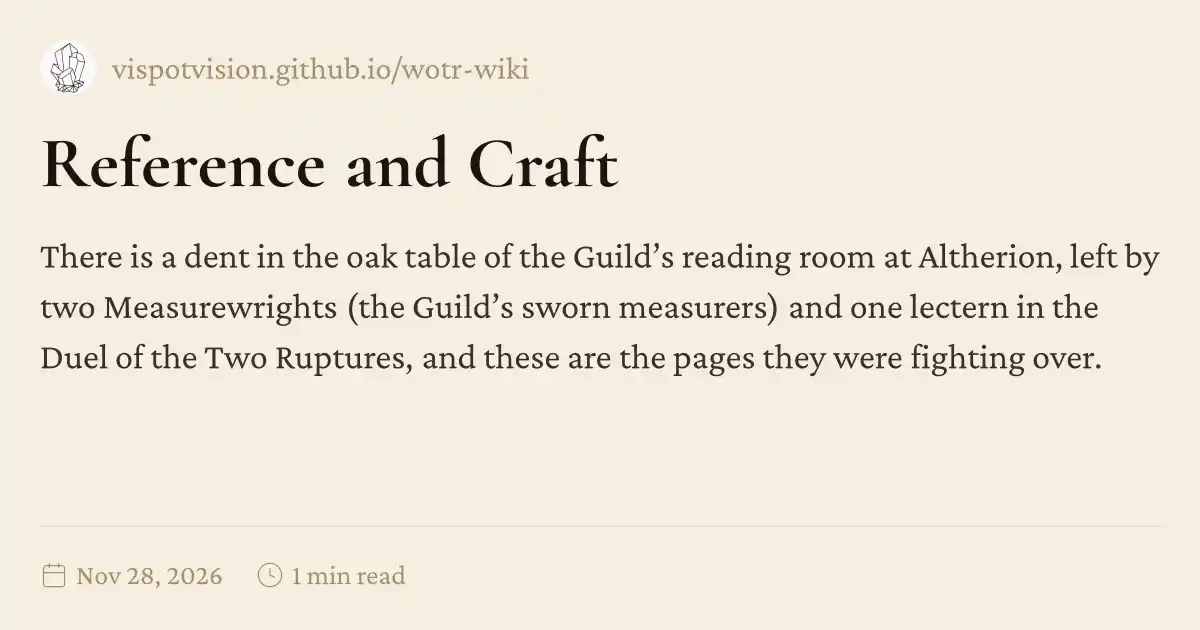 vispotvision.github.io/wotr-wiki
Reference and Craft
There is a dent in the oak table of the Guild’s reading room at Altherion, left by
two Measurewrights (the Guild’s sworn measurers) and one lectern in the
Duel of the Two Ruptures, and these are the pages they were fighting over.
Nov 28, 2026 1 min read